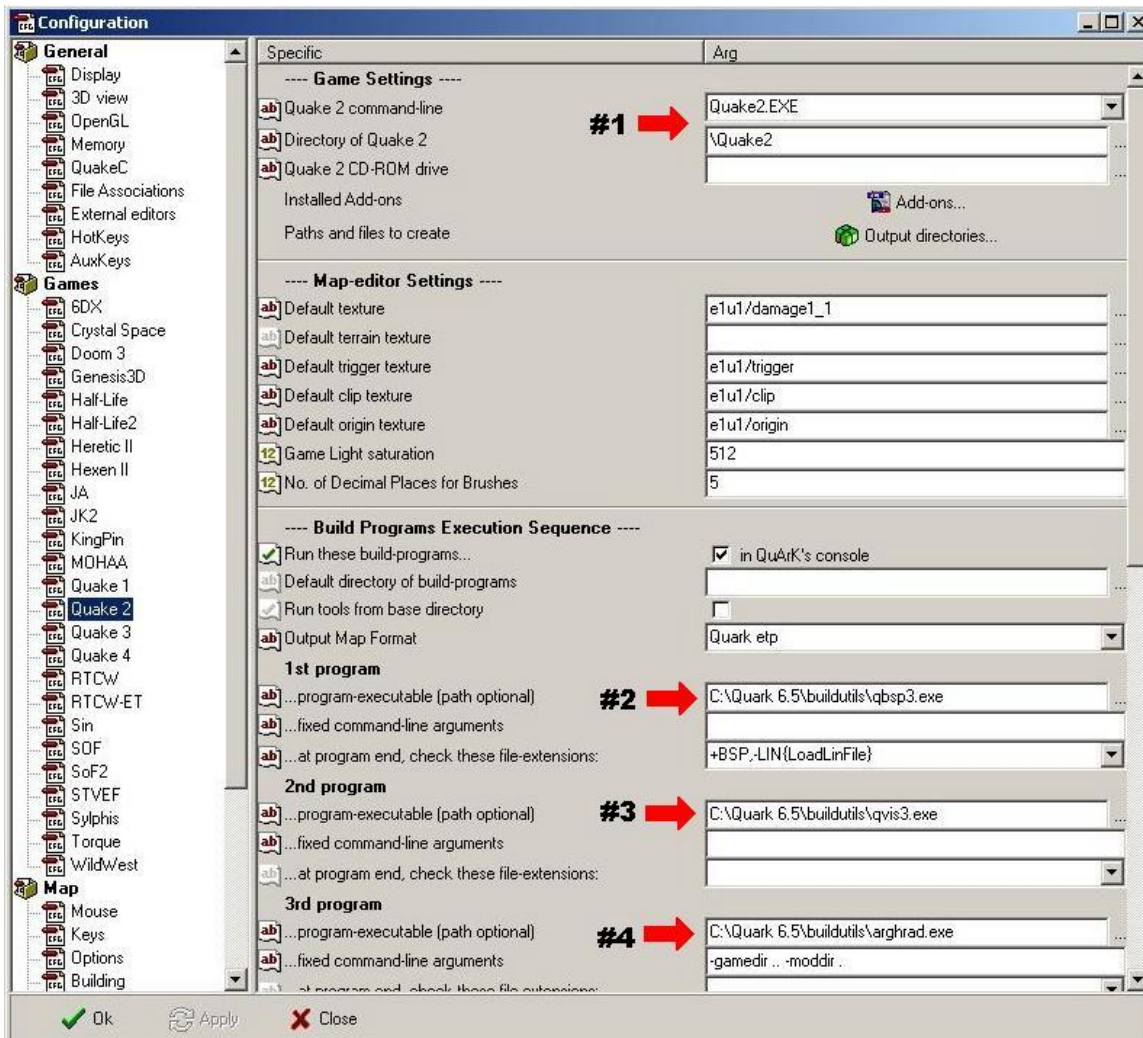 Configuration
General
Display
3D view
OpenGL
Memory
QuakeC
File Associations
External editors
HotKeys
AuxKeys
Games
6DX
Crystal Space
Doom 3
Genesis3D
Half-Life
Half-Life2
Heretic II
Hexen II
JA
JK2
KingPin
MOHAA
Quake 1
Quake 2
Quake 3
Quake 4
RTCW
RTCW-ET
Sin
SOF
SoF2
STVEF
Sylphis
Torque
WildWest
Map
Mouse
Keys
Options
Building
Specific Arg
---- Game Settings ----
Quake 2 command-line #1 Quake2.EXE
Directory of Quake 2 \Quake2 ...
Quake 2 CD-ROM drive ...
Installed Add-ons Add-ons...
Paths and files to create Output directories...
---- Map-editor Settings ----
Default texture e1u1/damage1_1 ...
Default terrain texture ...
Default trigger texture e1u1/trigger ...
Default clip texture e1u1/clip ...
Default origin texture e1u1/origin ...
Game Light saturation 512
No. of Decimal Places for Brushes 5
---- Build Programs Execution Sequence ----
Run these build-programs... in QuArK's console
Default directory of build-programs ...
Run tools from base directory
Output Map Format Quark etp
1st program
...program-executable (path optional) #2 C:\Quark 6.5\buildutils\qbsp3.exe ...
...fixed command-line arguments
...at program end, check these file-extensions: +BSP,-LIN{LoadLinFile}
2nd program
...program-executable (path optional) #3 C:\Quark 6.5\buildutils\qvis3.exe ...
...fixed command-line arguments
...at program end, check these file-extensions:
3rd program
...program-executable (path optional) #4 C:\Quark 6.5\buildutils\arghrad.exe ...
...fixed command-line arguments -gamedir .. -moddir .
...at program end, check these file-extensions:
Ok Apply Close